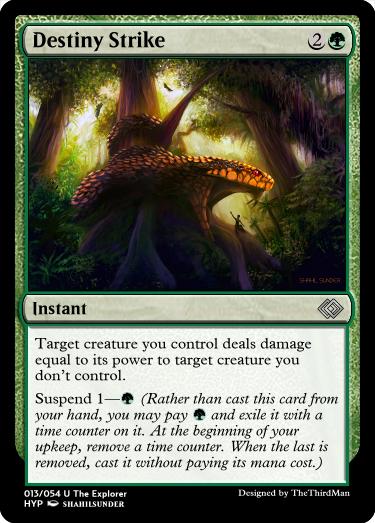 Destiny Strike 2
SHAHIL SUNDER
Instant
Target creature you control deals damage
equal to its power to target creature you
don't control.
Suspend 1— (Rather than cast this card from
your hand, you may pay and exile it with a
time counter on it. At the beginning of your
upkeep, remove a time counter. When the last is
removed, cast it without paying its mana cost.)
013/054 U The Explorer
HYP SHAHILSUNDER
Designed by TheThirdMan